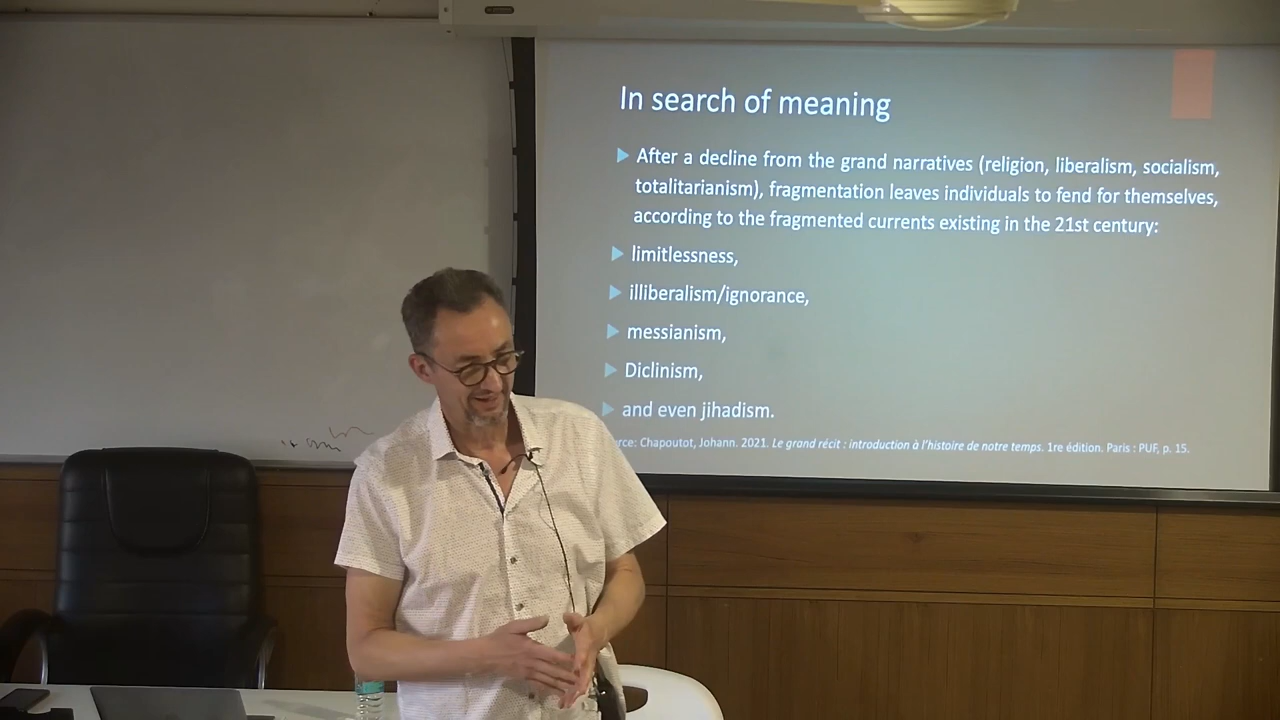 In search of meaning
After a decline from the grand narratives (religion, liberalism, socialism,
totalitarianism), fragmentation leaves individuals to fend for themselves,
according to the fragmented currents existing in the 21st century:
limitlessness,
illiberalism/ignorance,
messianism,
Diclinism,
and even jihadism.
Chapoutot, Johann. 2021. Le grand récit : introduction à l'histoire de notre temps. 1re édition. Paris : PUF, p. 15.